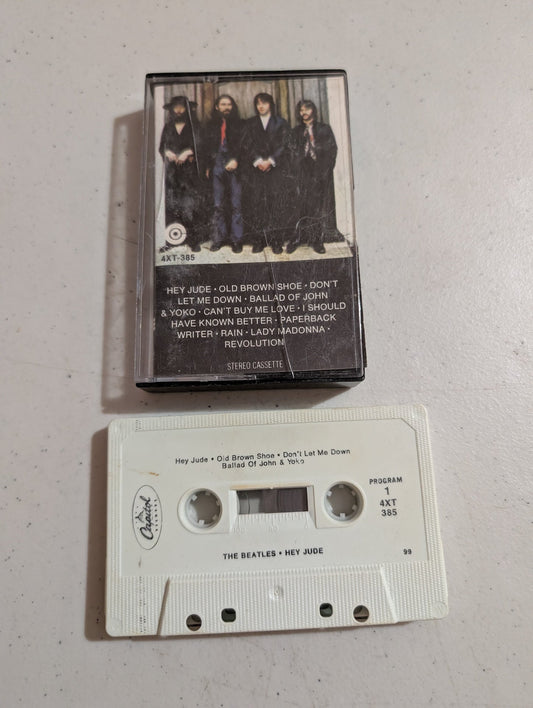 4XT-385
HEY JUDE • OLD BROWN SHOE • DON'T
LET ME DOWN • BALLAD OF JOHN
& YOKO • CAN'T BUY ME LOVE • I SHOULD
HAVE KNOWN BETTER • PAPERBACK
WRITER • RAIN • LADY MADONNA •
REVOLUTION
STEREO CASSETTE
Hey Jude • Old Brown Shoe • Don't Let Me Down
Ballad Of John & Yoko
Capitol
PROGRAM
1
4XT
385
THE BEATLES • HEY JUDE
99